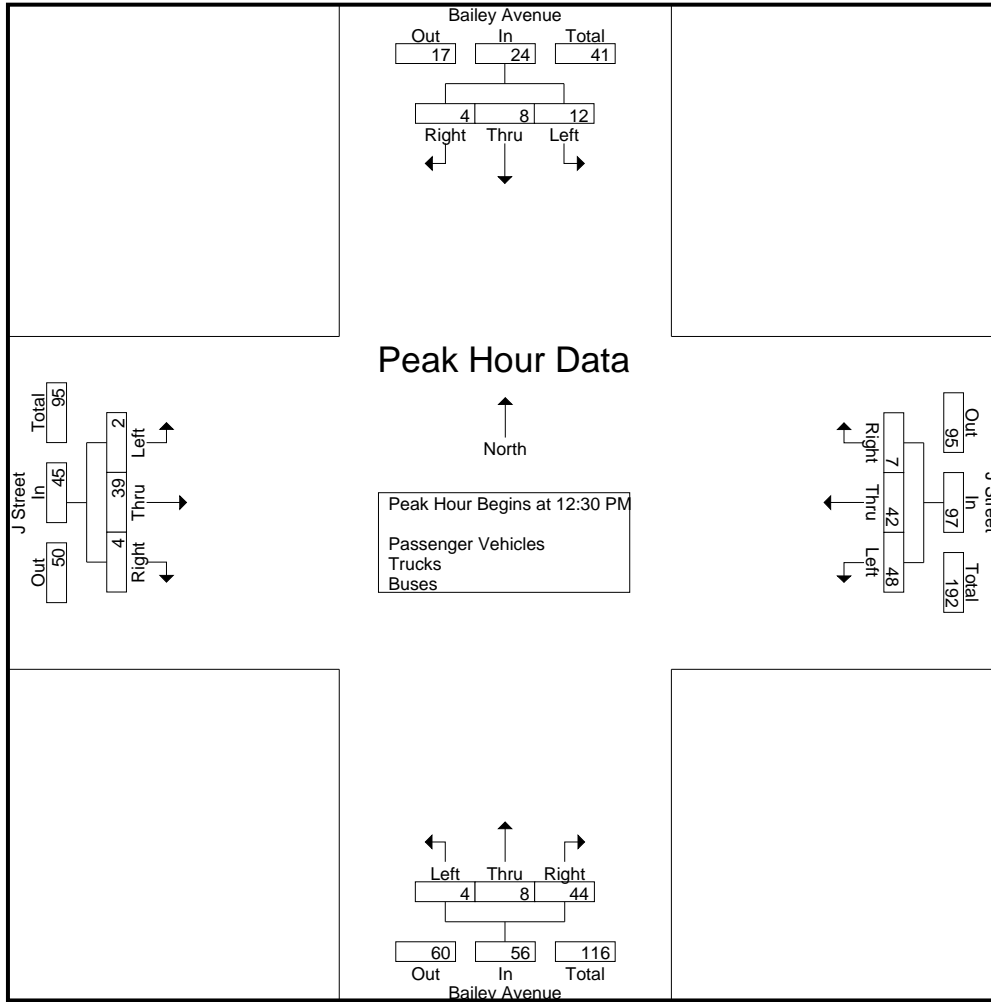 Bailey Avenue
Out In Total
17 24 41
4 8 12
Right Thru Left
Peak Hour Data
North
Peak Hour Begins at 12:30 PM
Passenger Vehicles
Trucks
Buses
J Street
Total In Out
95 45 50
2 39 4
Left Thru Right
Right Thru Left
7 42 48
Out In Total
95 97 192
J Street
Left Thru Right
4 8 44
60 56 116
Out In Total
Bailey Avenue